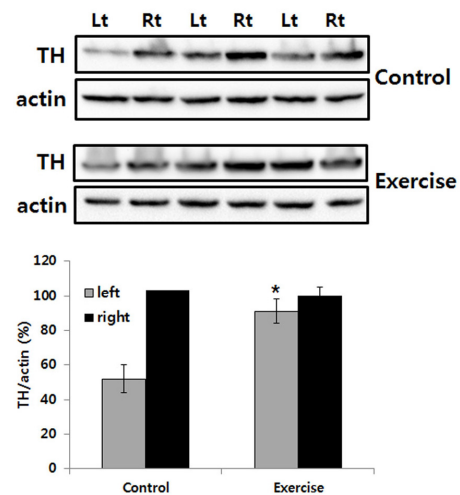 Lt Rt Lt Rt Lt Rt
TH
Control
actin
TH
Exercise
actin
120
100
80
60
40
20
0
TH/actin (%)
left
right
*
Control Exercise